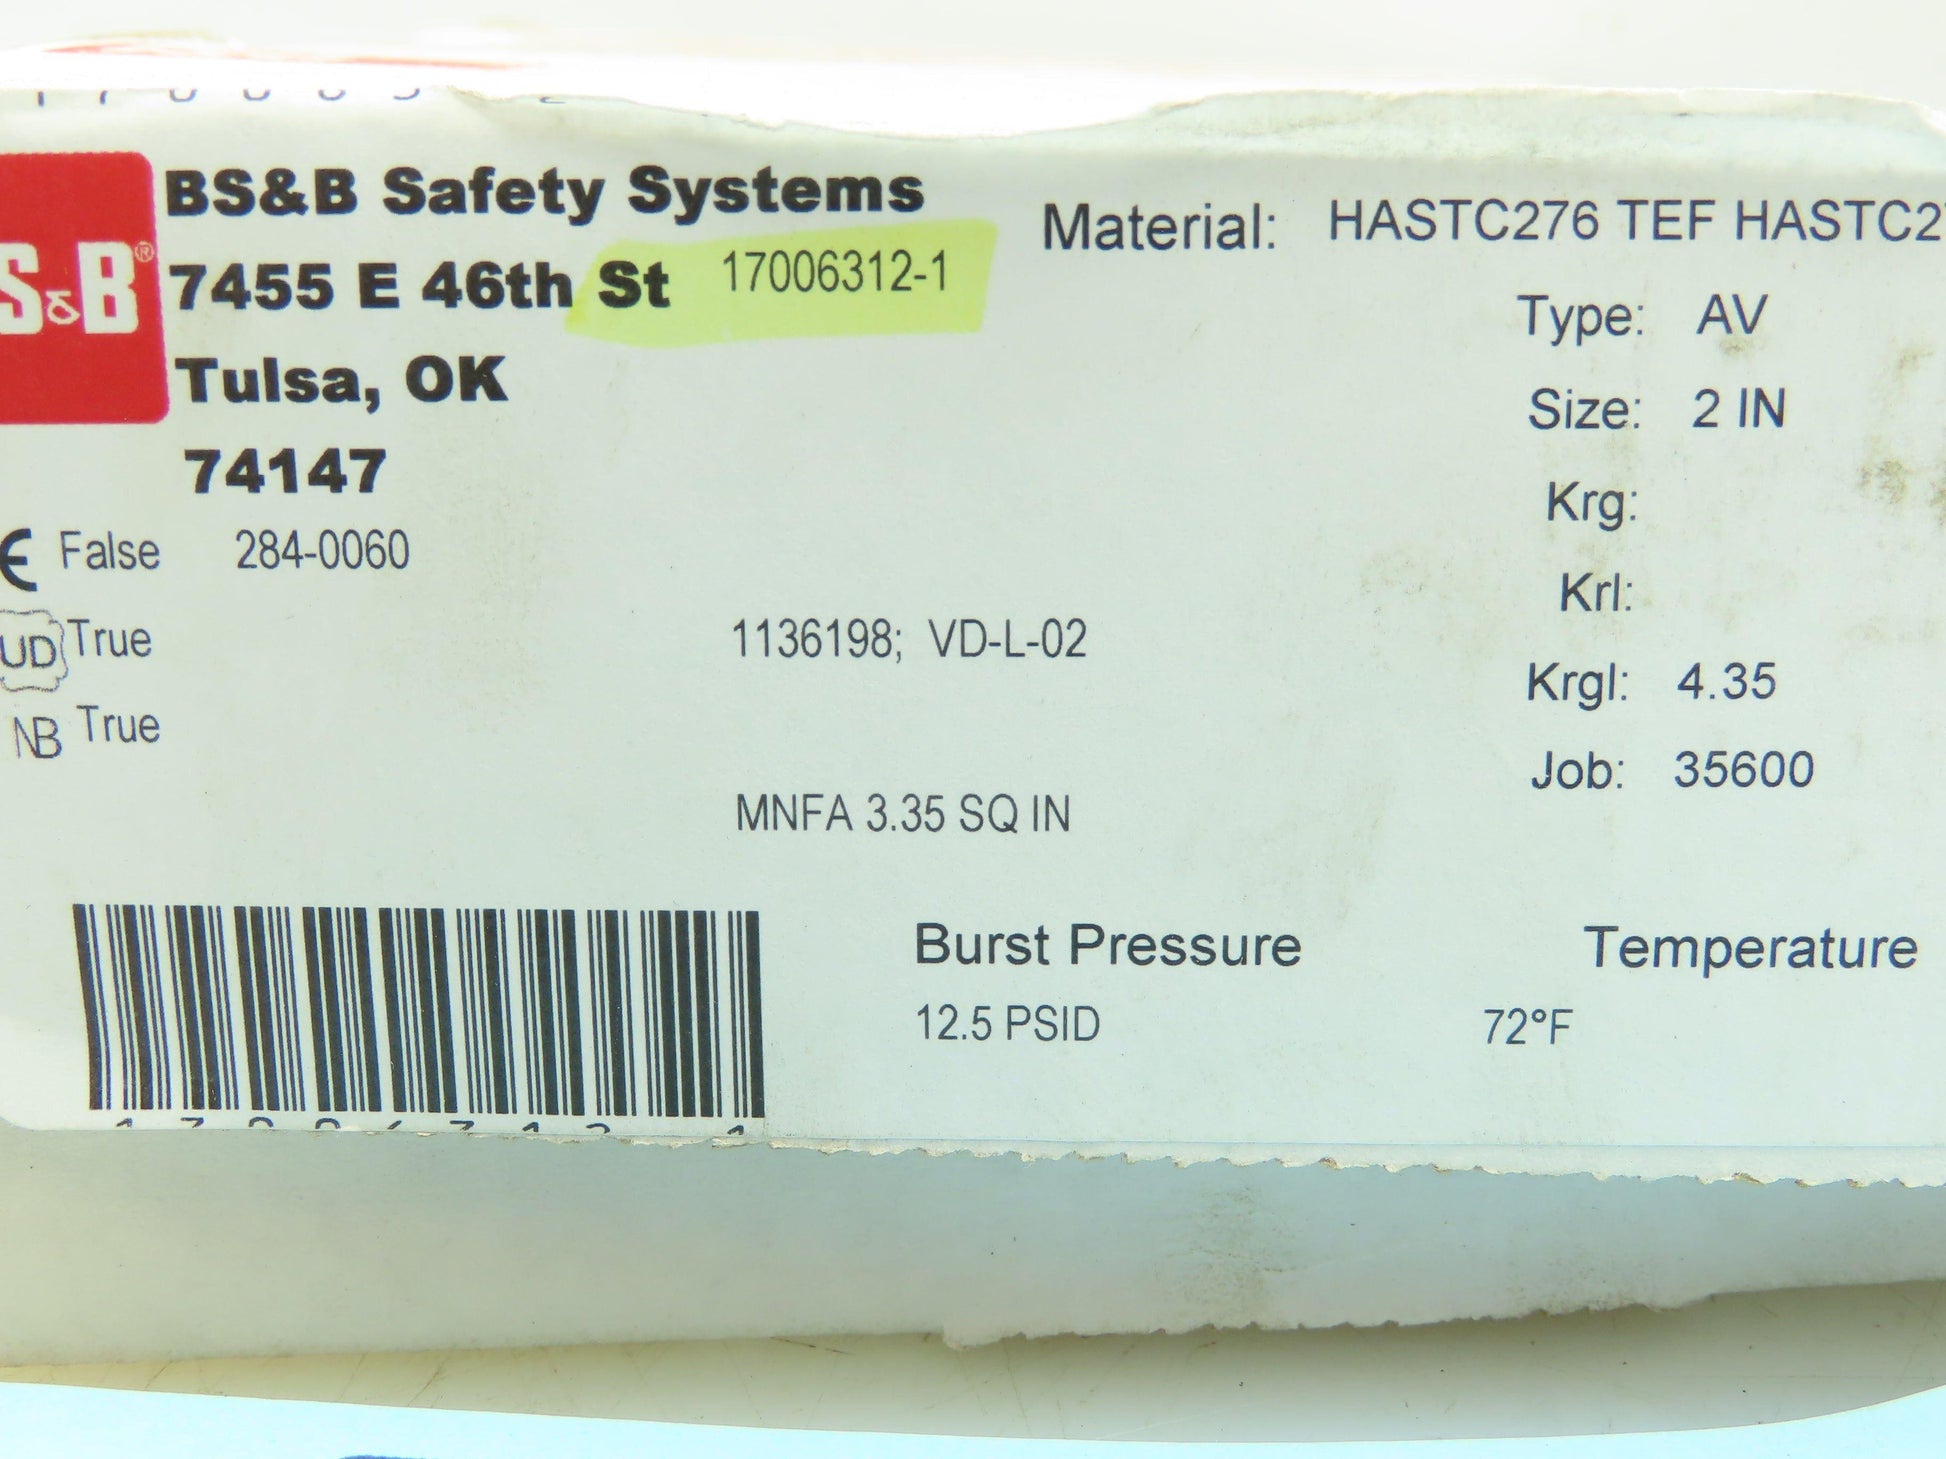 BS&B Safety Systems
S&B®
7455 E 46th St 17006312-1
Tulsa, OK
74147
Material: HASTC276 TEF HASTC2
Type: AV
Size: 2 IN
Krg:
Krl:
Krgl: 4.35
Job: 35600
CE False 284-0060
UD True
NB True
1136198; VD-L-02
MNFA 3.35 SQ IN
Burst Pressure Temperature
12.5 PSID 72°F